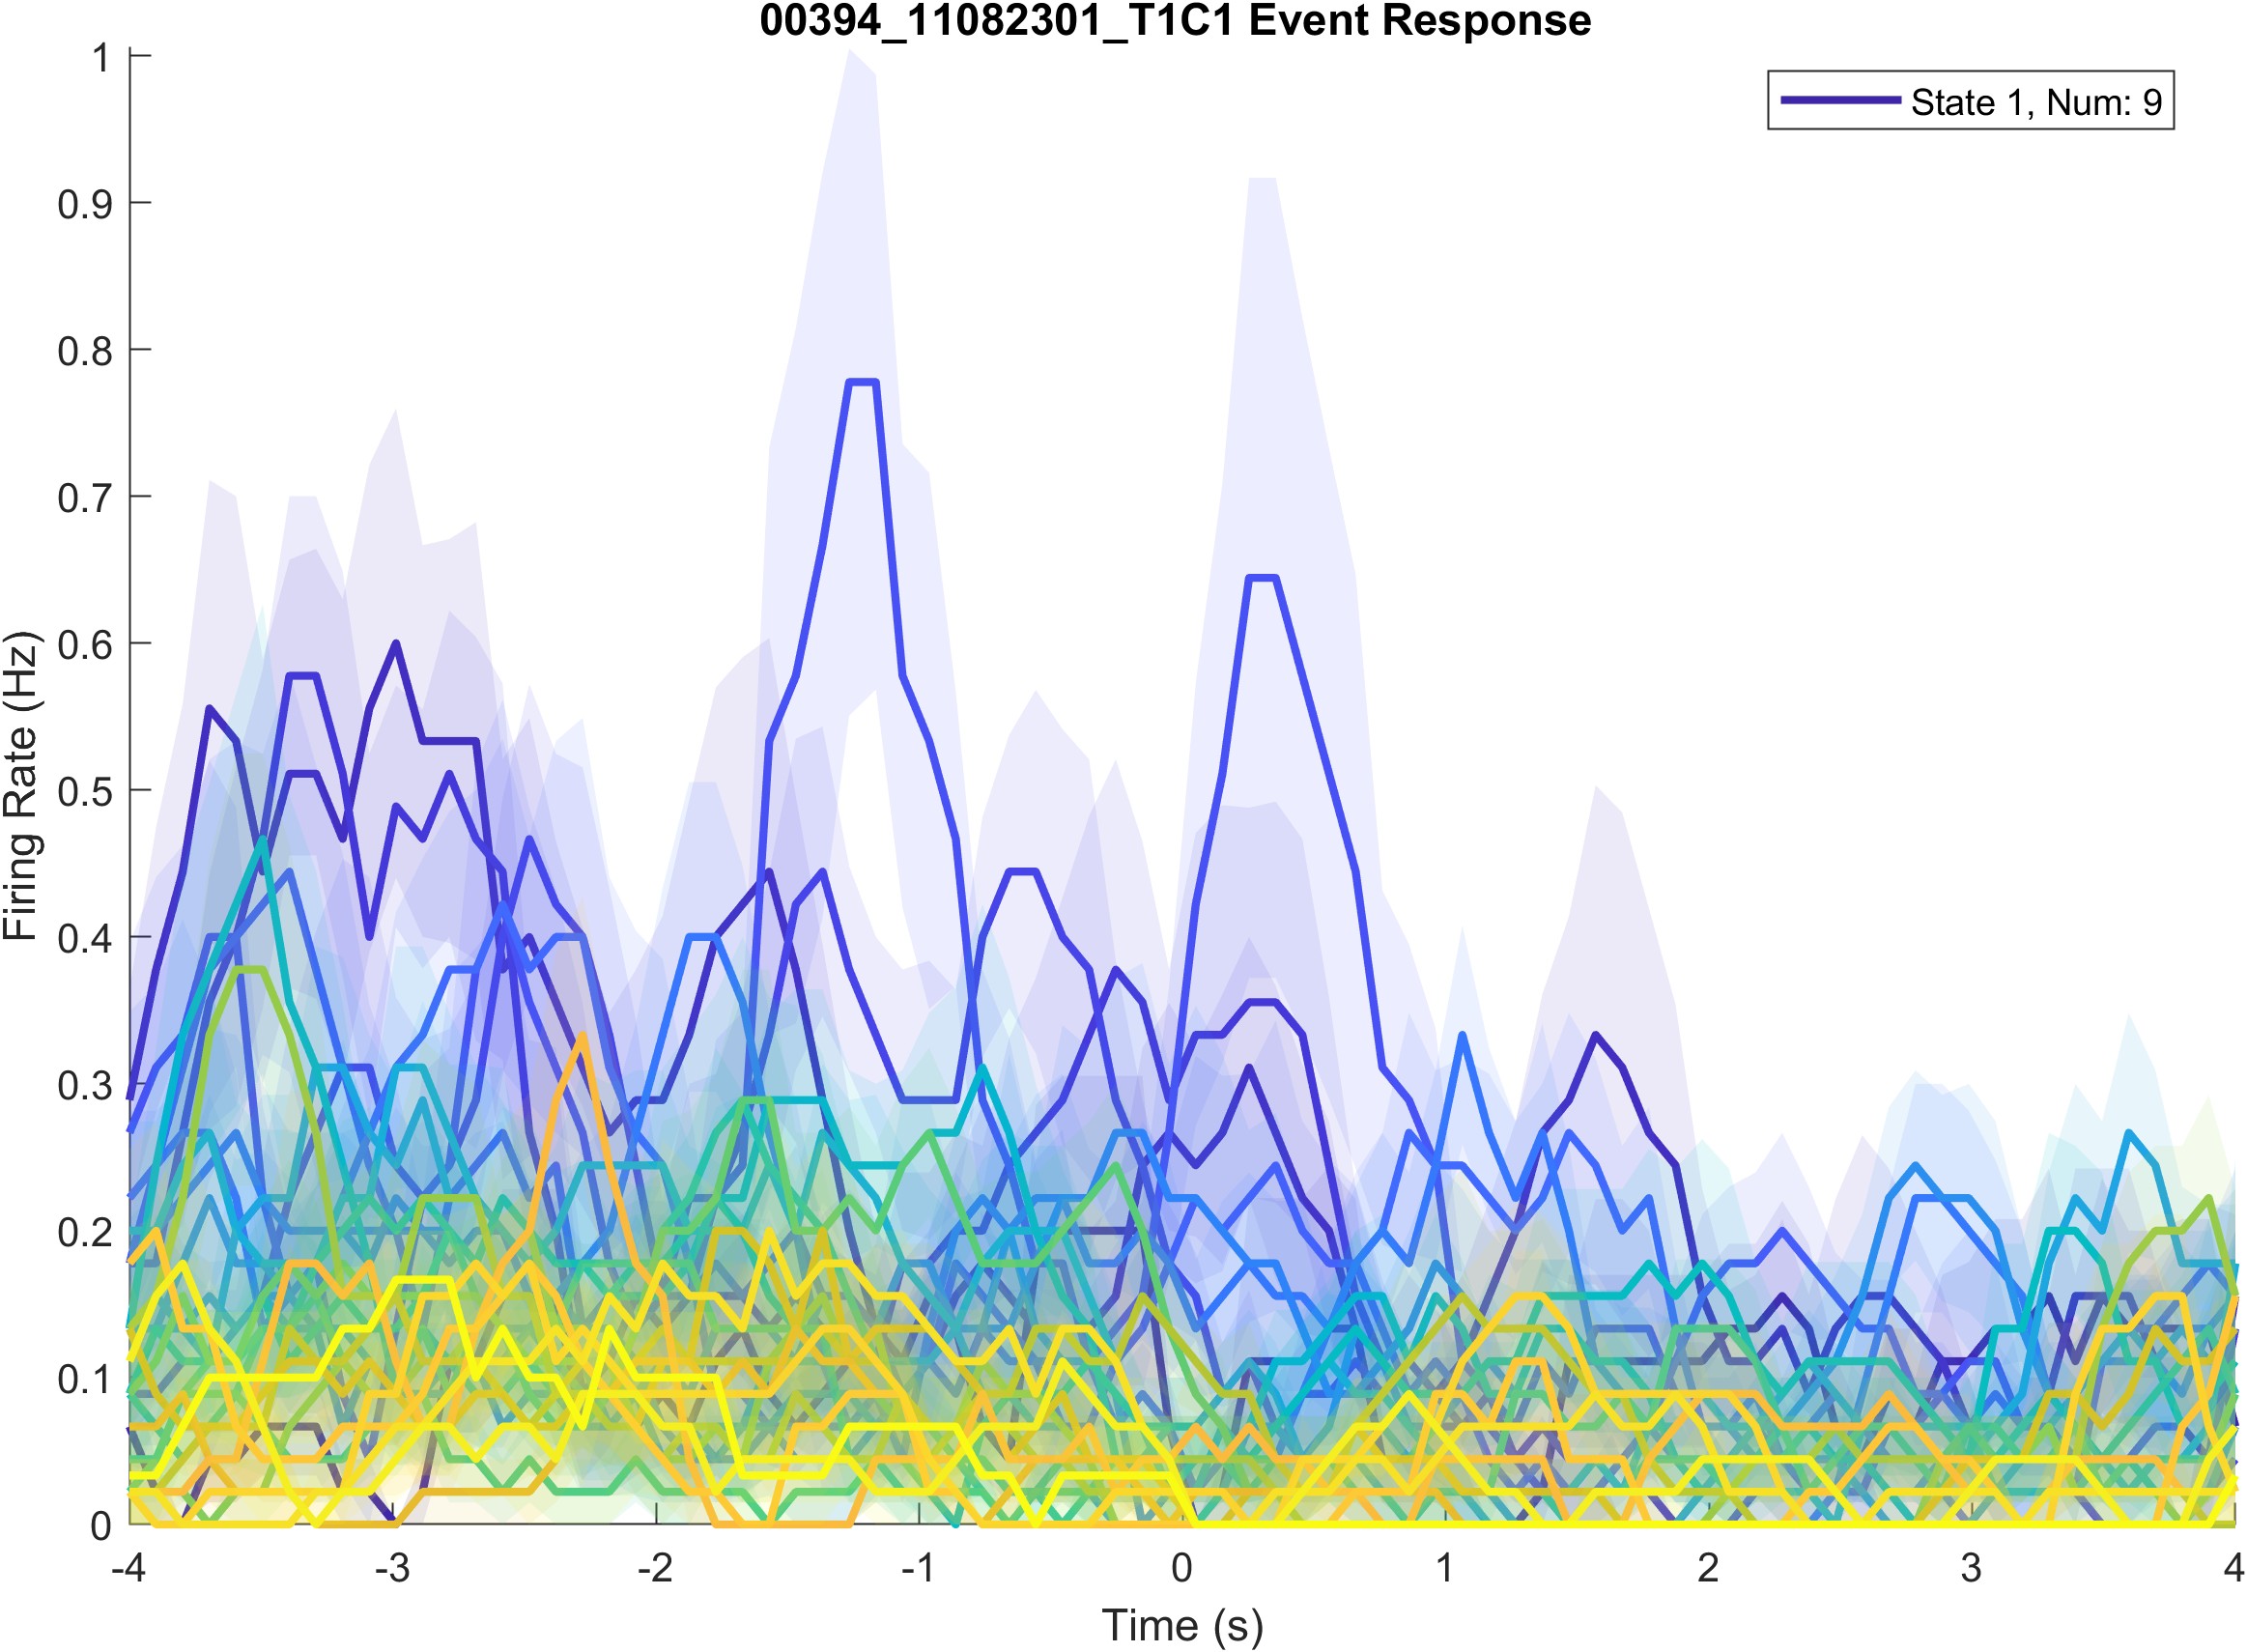 00394_11082301_T1C1 Event Response
State 1, Num: 9
Firing Rate (Hz)
1
0.9
0.8
0.7
0.6
0.5
0.4
0.3
0.2
0.1
0
-4 -3 -2 -1 0 1 2 3 4
Time (s)